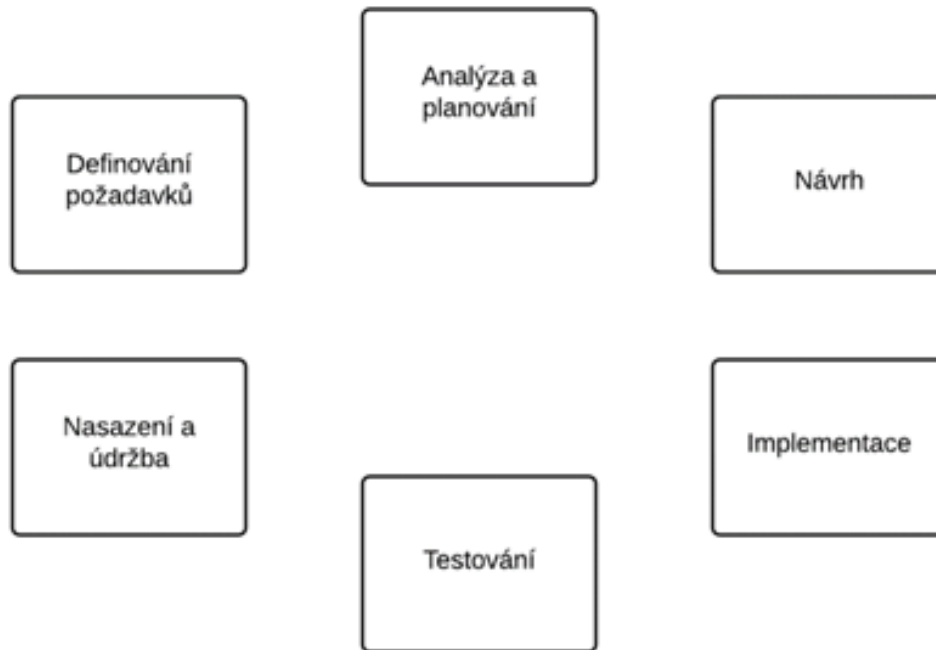 Analýza a
planování
Definování
požadavků
Návrh
Nasazení a
údržba
Implementace
Testování